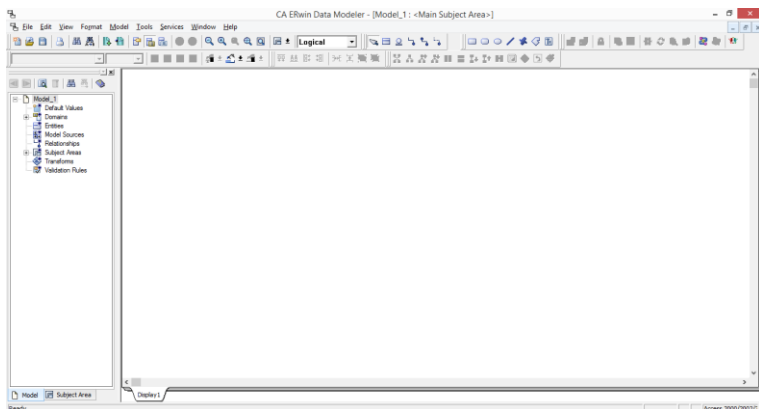 CA ERwin Data Modeler - [Model_1 : <Main Subject Area>]
File Edit View Format Model Tools Services Window Help
Logical
Model_1
Default Values
Domains
Entities
Model Sources
Relationships
Subject Areas
Transforms
Validation Rules
Model Subject Area Display1
Ready